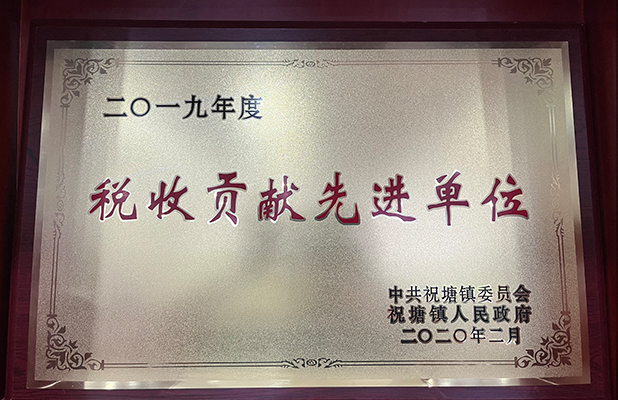 二〇一九年度
税收贡献先进单位
中共祝塘镇委员会
祝塘镇人民政府
二〇二〇年二月